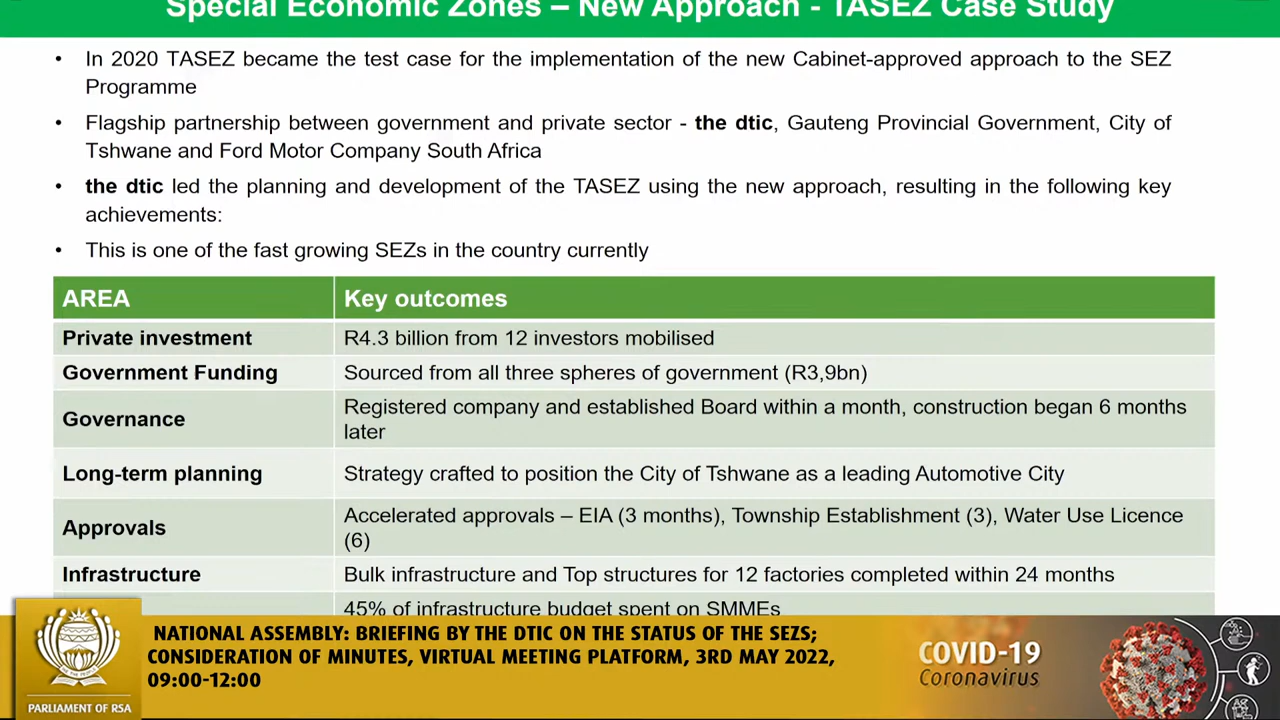 Special Economic Zones – New Approach - TASEZ Case Study
• In 2020 TASEZ became the test case for the implementation of the new Cabinet-approved approach to the SEZ
Programme
• Flagship partnership between government and private sector - the dtic, Gauteng Provincial Government, City of
Tshwane and Ford Motor Company South Africa
• the dtic led the planning and development of the TASEZ using the new approach, resulting in the following key
achievements:
• This is one of the fast growing SEZs in the country currently
AREA
Key outcomes
Private investment
R4.3 billion from 12 investors mobilised
Government Funding
Sourced from all three spheres of government (R3,9bn)
Governance
Registered company and established Board within a month, construction began 6 months
later
Long-term planning
Strategy crafted to position the City of Tshwane as a leading Automotive City
Approvals
Accelerated approvals – EIA (3 months), Township Establishment (3), Water Use Licence
(6)
Infrastructure
Bulk infrastructure and Top structures for 12 factories completed within 24 months
45% of infrastructure budget spent on SMMEs
NATIONAL ASSEMBLY: BRIEFING BY THE DTIC ON THE STATUS OF THE SEZS;
CONSIDERATION OF MINUTES, VIRTUAL MEETING PLATFORM, 3RD MAY 2022,
09:00-12:00
PARLIAMENT OF RSA
COVID-19
Coronavirus